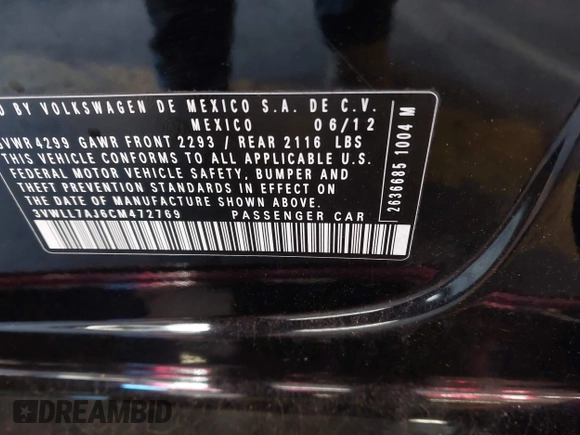 D BY VOLKSWAGEN DE MEXICO S.A. DE C.V.
MEXICO 06/12
GVWR 4299 GAWR FRONT 2293 / REAR 2116 LBS
THIS VEHICLE CONFORMS TO ALL APPLICABLE U.S.
FEDERAL MOTOR VEHICLE SAFETY, BUMPER AND
THEFT PREVENTION STANDARDS IN EFFECT ON
THE DATE OF MANUFACTURE SHOWN ABOVE.
3VWLL7AJ6CM472769 PASSENGER CAR
2636685 1004 M
DREAMBID